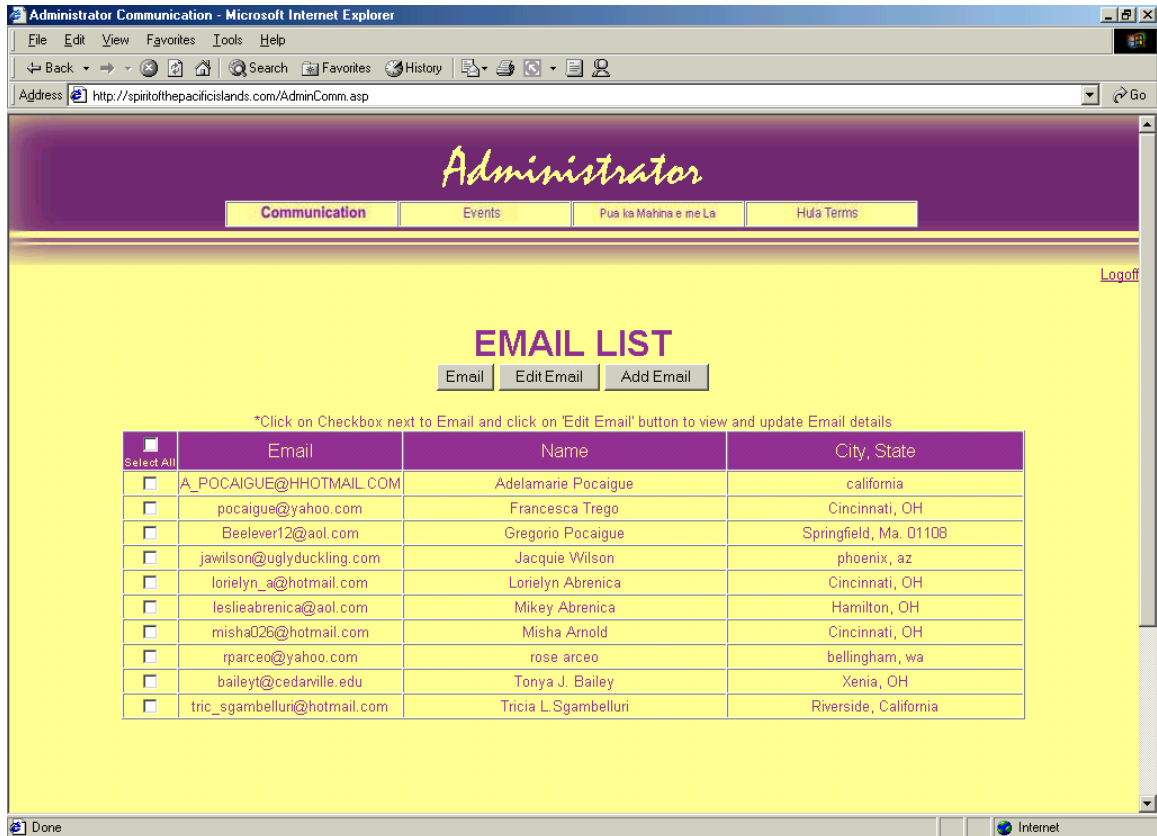 Administrator Communication - Microsoft Internet Explorer
File Edit View Favorites Tools Help
Back Search Favorites History
Address http://spiritofthepacificislands.com/AdminComm.asp Go
Administrator
Communication Events Pua ka Mahina e me La Hula Terms
Logoff
EMAIL LIST
Email Edit Email Add Email
*Click on Checkbox next to Email and click on 'Edit Email' button to view and update Email details
Select All Email Name City, State
A_POCAIGUE@HHOTMAIL.COM Adelamarie Pocaigue california
pocaigue@yahoo.com Francesca Trego Cincinnati, OH
Beelever12@aol.com Gregorio Pocaigue Springfield, Ma. 01108
jawilson@uglyduckling.com Jacquie Wilson phoenix, az
lorielyn_a@hotmail.com Lorielyn Abrenica Cincinnati, OH
leslieabrenica@aol.com Mikey Abrenica Hamilton, OH
misha026@hotmail.com Misha Arnold Cincinnati, OH
rparceo@yahoo.com rose arceo bellingham, wa
baileyt@cedarville.edu Tonya J. Bailey Xenia, OH
tric_sgambelluri@hotmail.com Tricia L.Sgambelluri Riverside, California
Done Internet